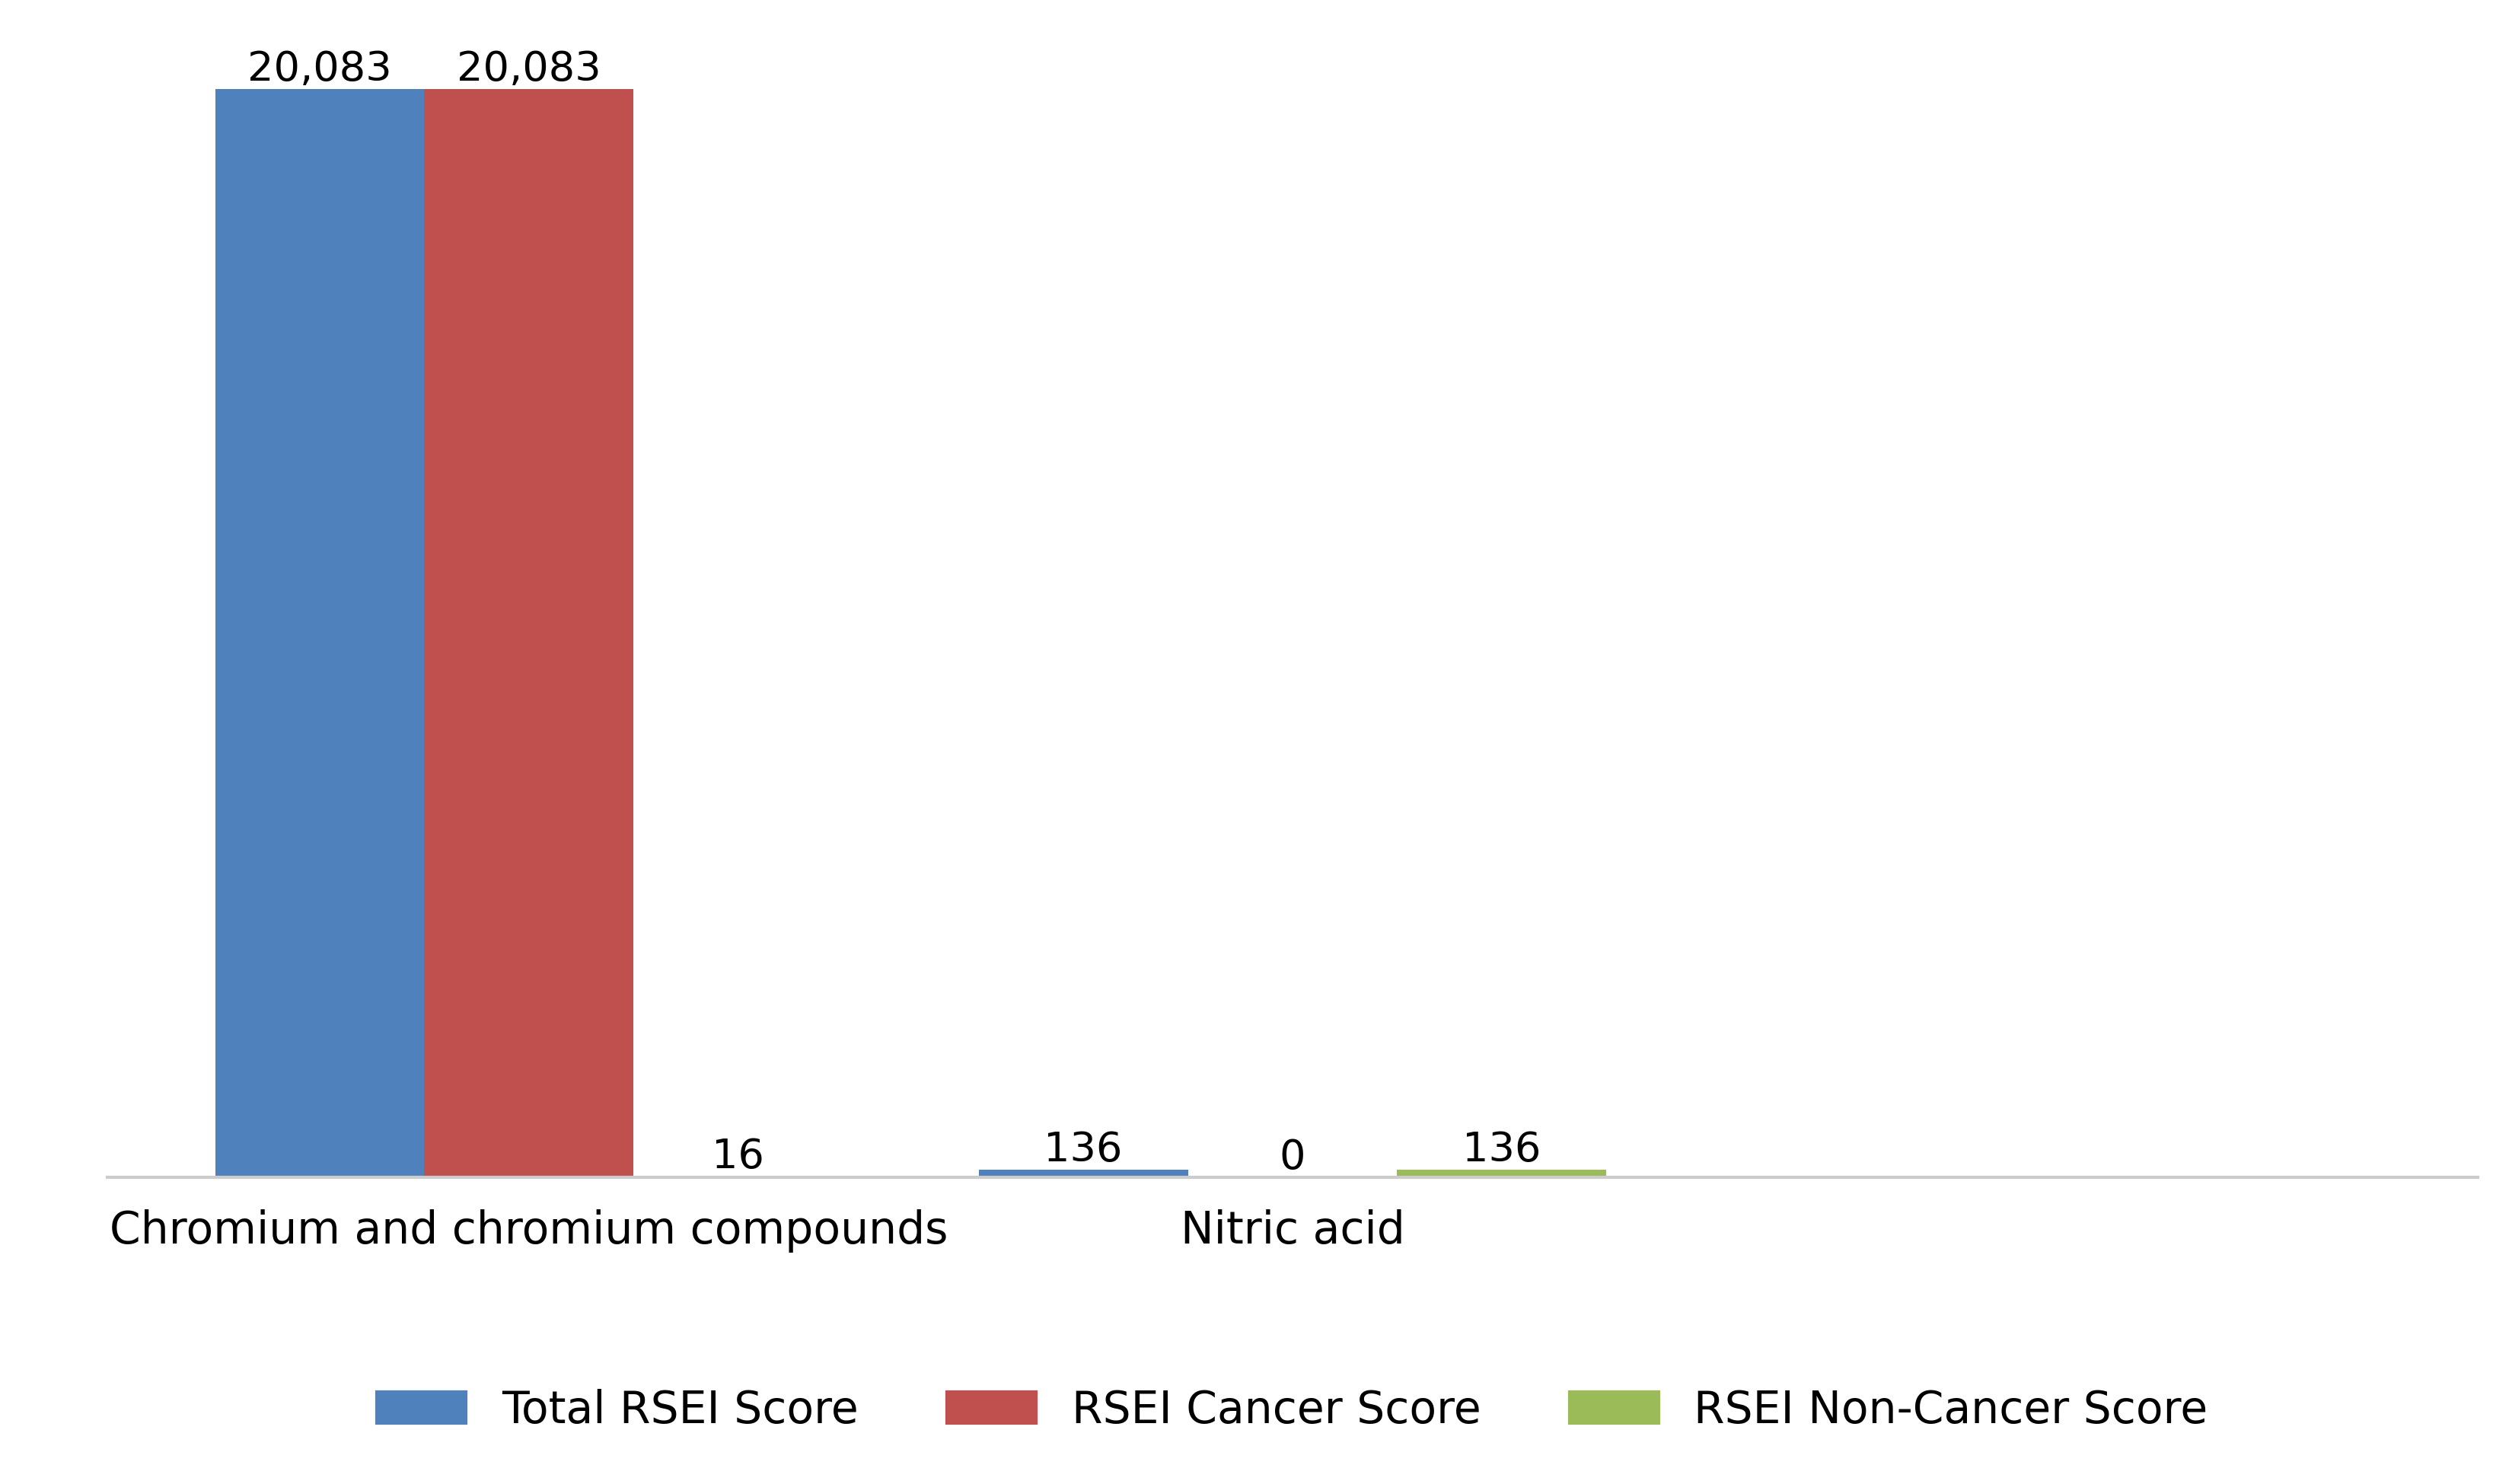 20,083 20,083
16 136 0 136
Chromium and chromium compounds Nitric acid
Total RSEI Score RSEI Cancer Score RSEI Non-Cancer Score